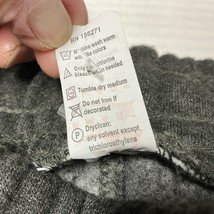 RN 138271
Machine wash warm
with like colors
Only non-chlorine
bleach when needed
Tumble dry medium
Do not iron if
decorated
P
Dryclean:
any solvent except
trichloroethylene